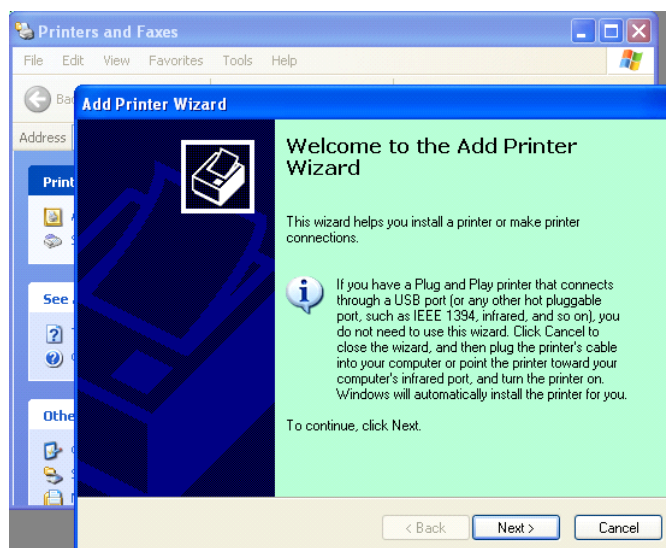 Printers and Faxes
File Edit View Favorites Tools Help
Address
Add Printer Wizard
Welcome to the Add Printer
Wizard
This wizard helps you install a printer or make printer
connections.
If you have a Plug and Play printer that connects
through a USB port (or any other hot pluggable
port, such as IEEE 1394, infrared, and so on), you
do not need to use this wizard. Click Cancel to
close the wizard, and then plug the printer's cable
into your computer or point the printer toward your
computer's infrared port, and turn the printer on.
Windows will automatically install the printer for you.
To continue, click Next.
< Back Next > Cancel
See